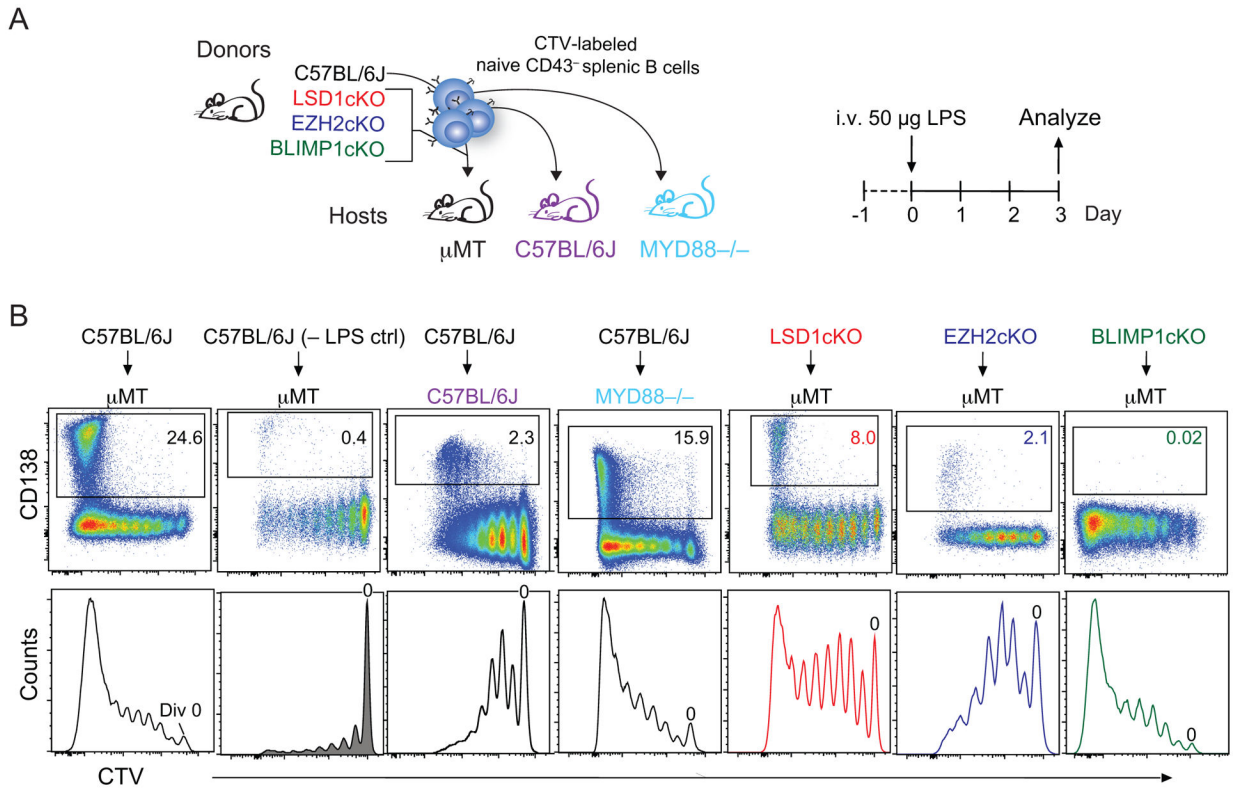 A
Donors
C57BL/6J
LSD1cKO
EZH2cKO
BLIMP1cKO
CTV-labeled
naive CD43⁻ splenic B cells
Hosts
μMT
C57BL/6J
MYD88–/–
i.v. 50 μg LPS
Analyze
-1 0 1 2 3 Day
B
C57BL/6J C57BL/6J (– LPS ctrl) C57BL/6J C57BL/6J LSD1cKO EZH2cKO BLIMP1cKO
μMT μMT C57BL/6J MYD88–/– μMT μMT μMT
CD138
24.6 0.4 2.3 15.9 8.0 2.1 0.02
Counts
Div 0 0 0 0 0 0 0
CTV